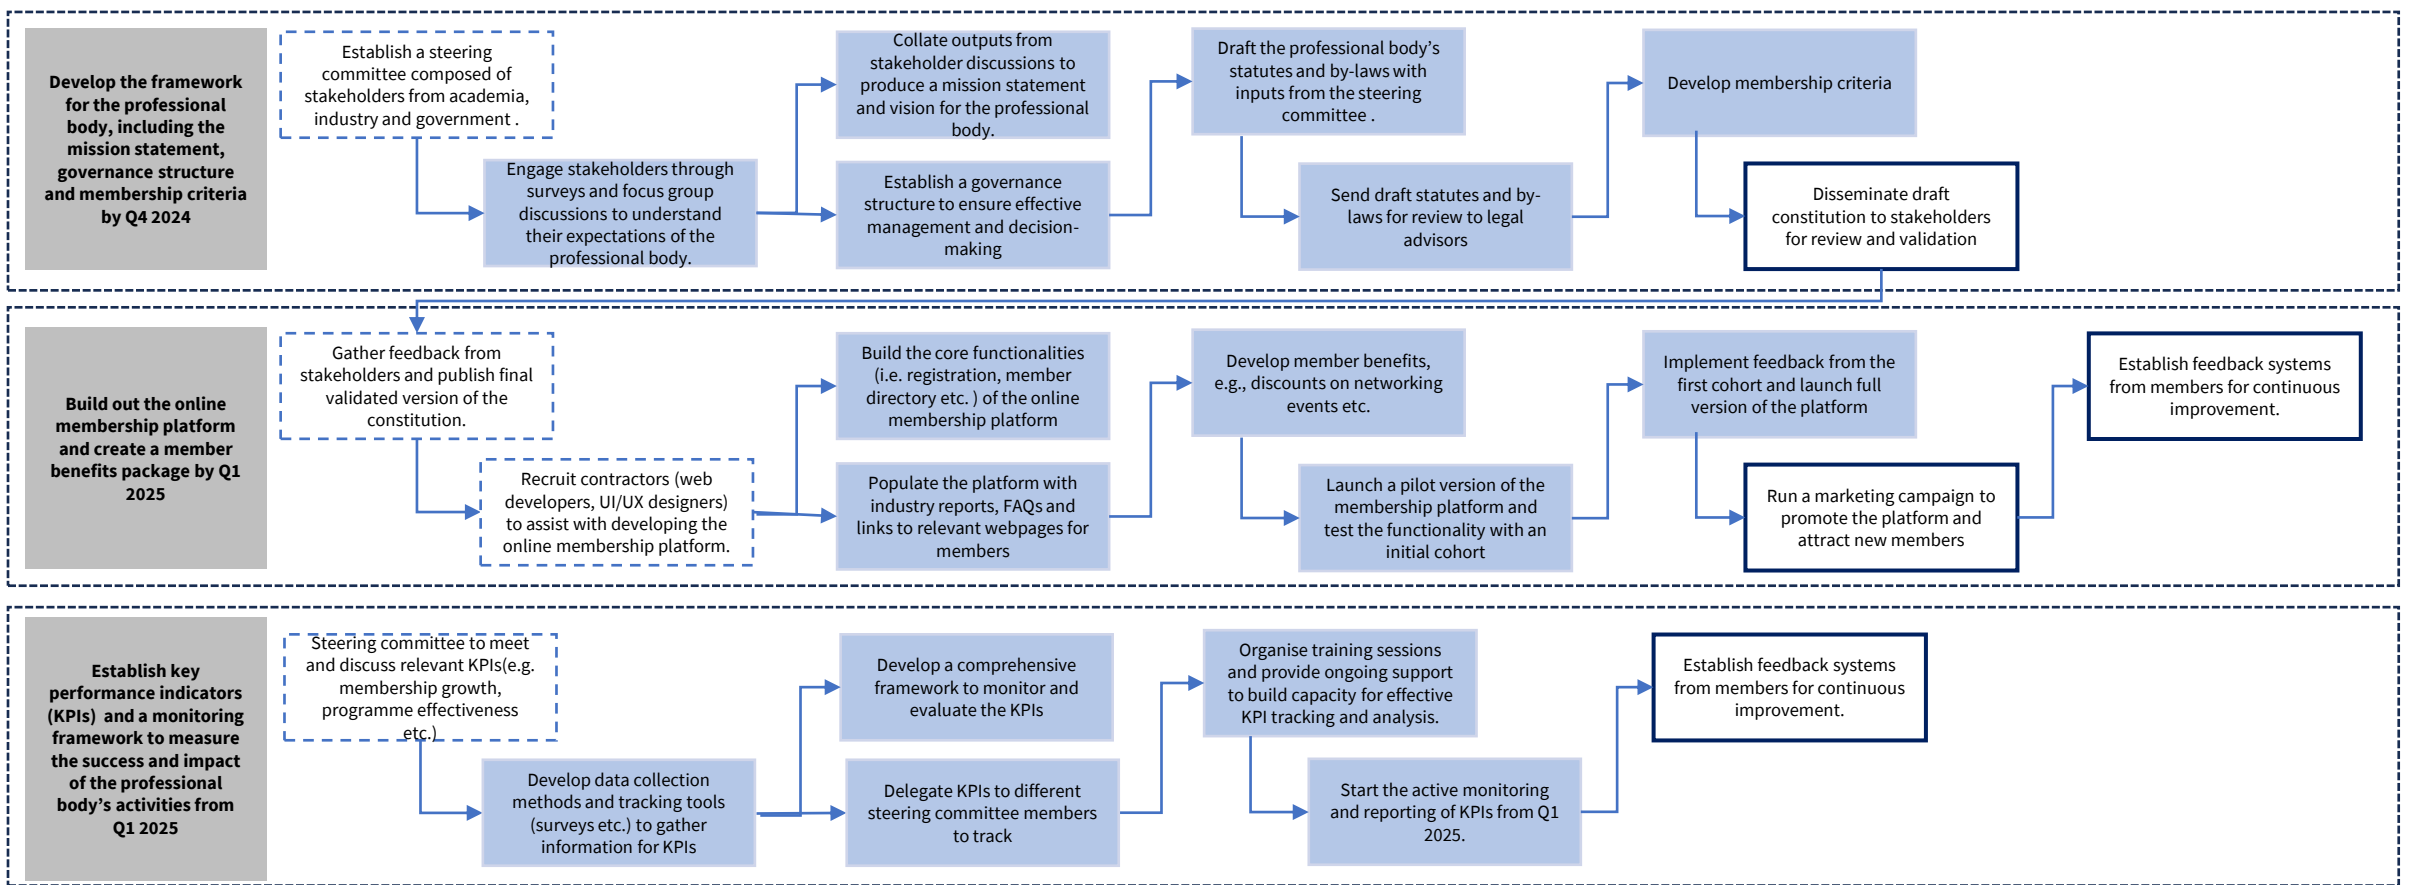 Develop the framework
for the professional
body, including the
mission statement,
governance structure
and membership criteria
by Q4 2024
Establish a steering
committee composed of
stakeholders from academia,
industry and government .
Engage stakeholders through
surveys and focus group
discussions to understand
their expectations of the
professional body.
Collate outputs from
stakeholder discussions to
produce a mission statement
and vision for the professional
body.
Establish a governance
structure to ensure effective
management and decision-
making
Draft the professional body’s
statutes and by-laws with
inputs from the steering
committee .
Send draft statutes and by-
laws for review to legal
advisors
Develop membership criteria
Disseminate draft
constitution to stakeholders
for review and validation
Build out the online
membership platform
and create a member
benefits package by Q1
2025
Gather feedback from
stakeholders and publish final
validated version of the
constitution.
Recruit contractors (web
developers, UI/UX designers)
to assist with developing the
online membership platform.
Build the core functionalities
(i.e. registration, member
directory etc. ) of the online
membership platform
Populate the platform with
industry reports, FAQs and
links to relevant webpages for
members
Develop member benefits,
e.g., discounts on networking
events etc.
Launch a pilot version of the
membership platform and
test the functionality with an
initial cohort
Implement feedback from the
first cohort and launch full
version of the platform
Run a marketing campaign to
promote the platform and
attract new members
Establish feedback systems
from members for continuous
improvement.
Establish key
performance indicators
(KPIs) and a monitoring
framework to measure
the success and impact
of the professional
body’s activities from
Q1 2025
Steering committee to meet
and discuss relevant KPIs(e.g.
membership growth,
programme effectiveness
etc.)
Develop data collection
methods and tracking tools
(surveys etc.) to gather
information for KPIs
Develop a comprehensive
framework to monitor and
evaluate the KPIs
Delegate KPIs to different
steering committee members
to track
Organise training sessions
and provide ongoing support
to build capacity for effective
KPI tracking and analysis.
Start the active monitoring
and reporting of KPIs from Q1
2025.
Establish feedback systems
from members for continuous
improvement.